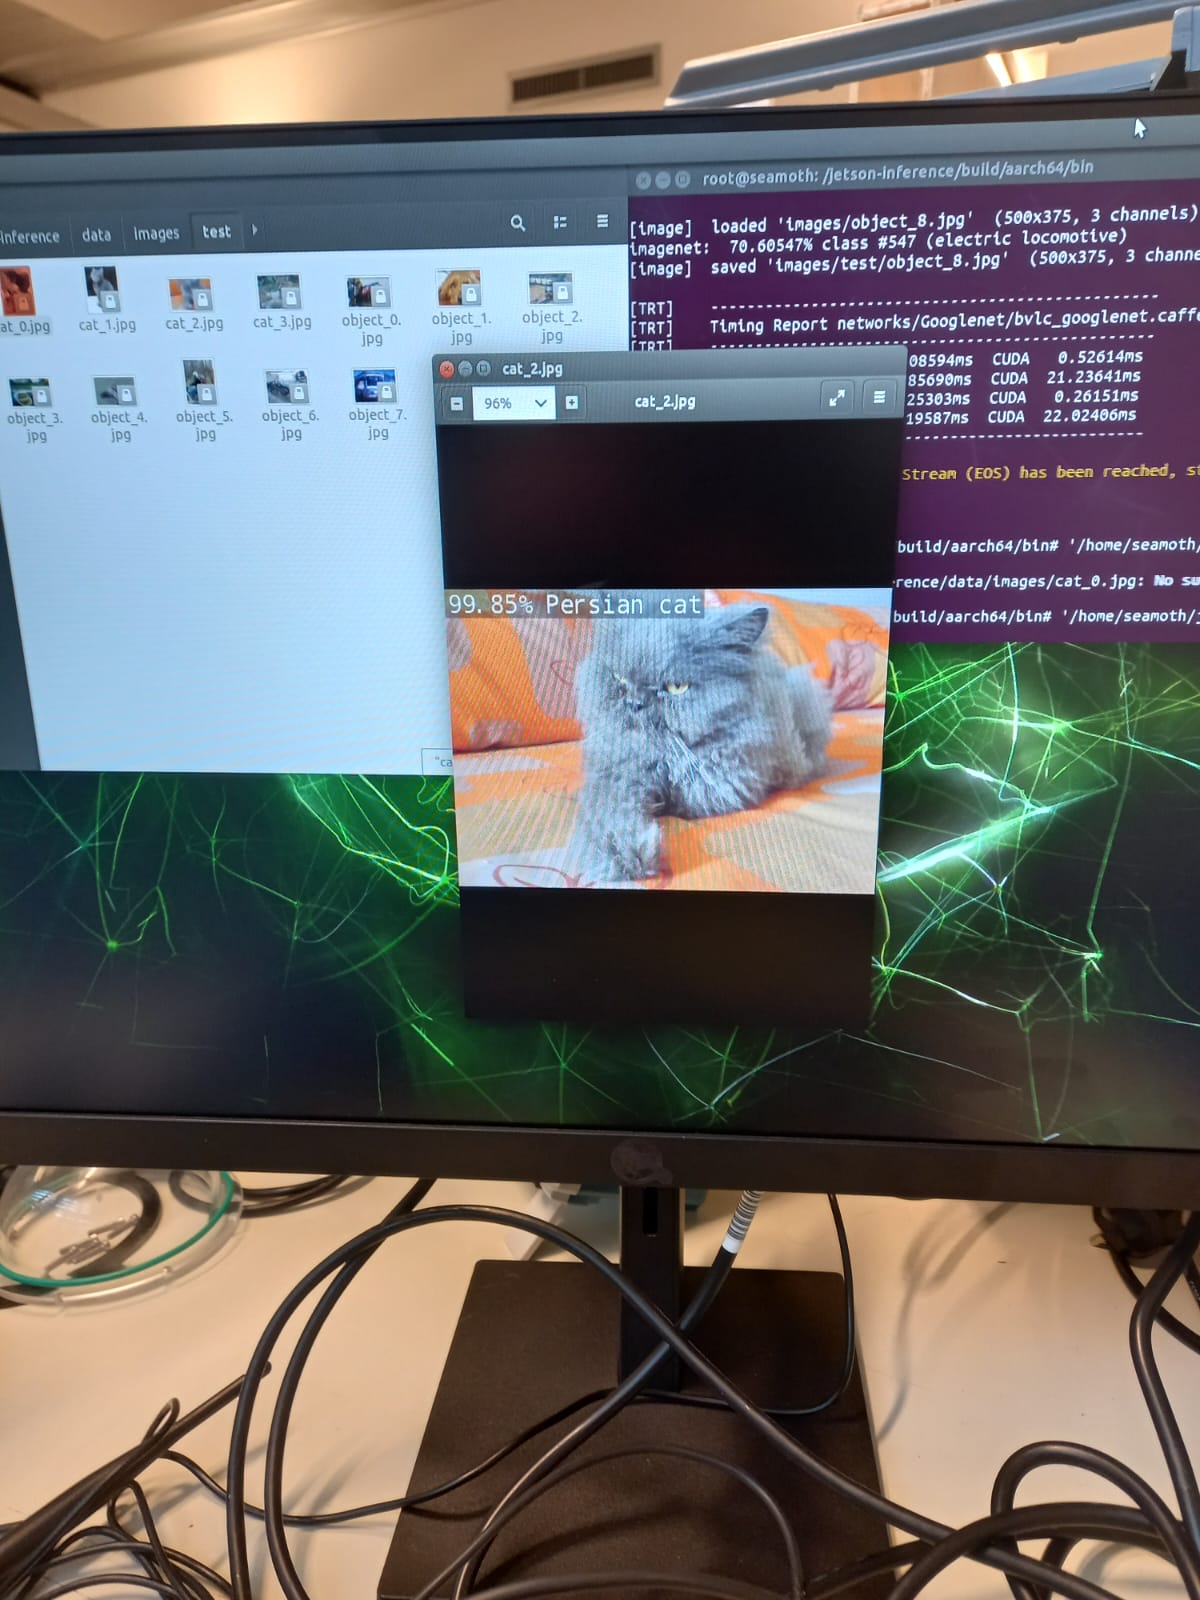 root@seamoth: /jetson-inference/build/aarch64/bin
[image] loaded 'images/object_8.jpg' (500x375, 3 channels)
imagenet: 70.60547% class #547 (electric locomotive)
[image] saved 'images/test/object_8.jpg' (500x375, 3 channe
[TRT] ------------------------------------------------
[TRT] Timing Report networks/Googlenet/bvlc_googlenet.caffe
[TRT] ------------------------------------------------
08594ms CUDA 0.52614ms
85690ms CUDA 21.23641ms
25303ms CUDA 0.26151ms
19587ms CUDA 22.02406ms
Stream (EOS) has been reached, s
build/aarch64/bin# '/home/seamoth/
rence/data/images/cat_0.jpg: No su
build/aarch64/bin# '/home/seamoth/j
inference data images test
at_0.jpg cat_1.jpg cat_2.jpg cat_3.jpg object_0.jpg object_1.jpg object_2.jpg
object_3.jpg object_4.jpg object_5.jpg object_6.jpg object_7.jpg
"ca
cat_2.jpg
96% cat_2.jpg
99.85% Persian cat